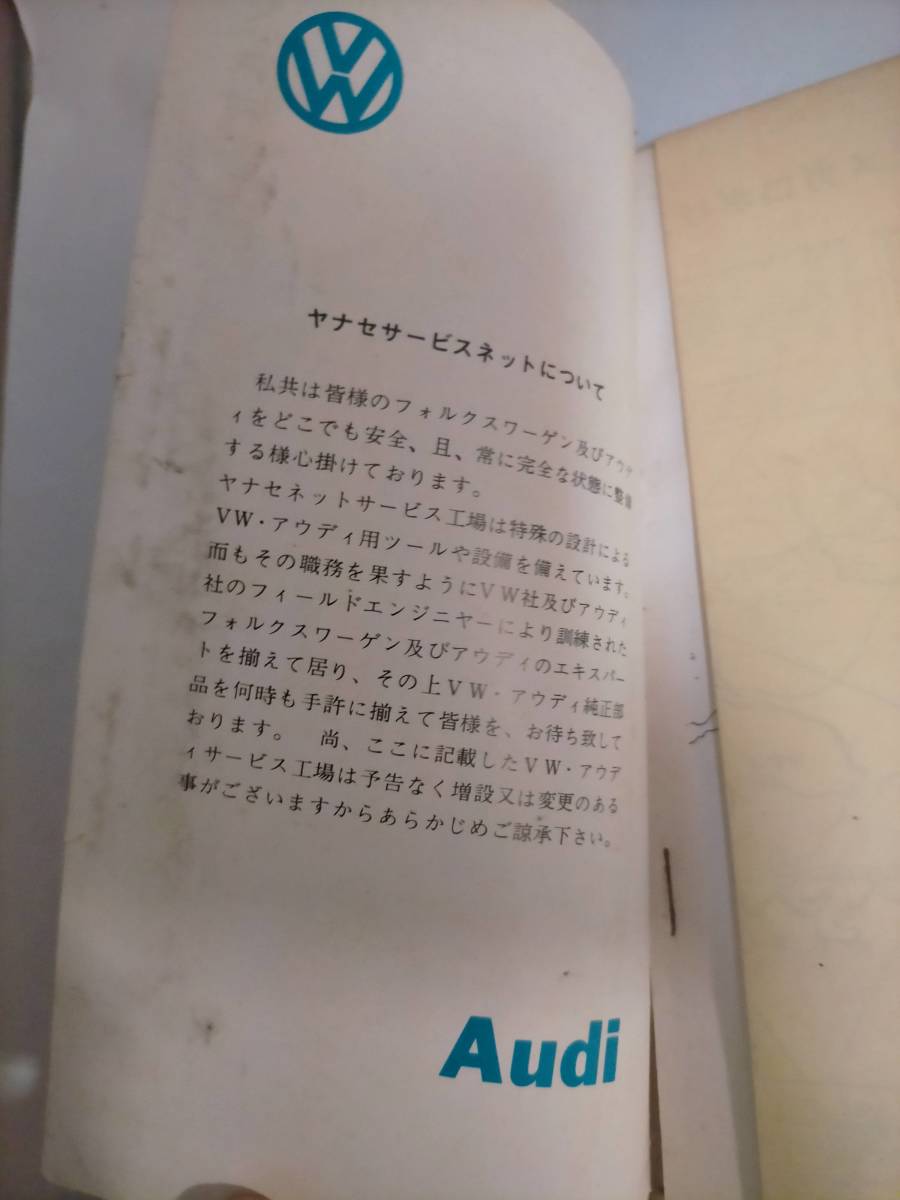 VW
ヤナセサービスネットについて
私共は皆様のフォルクスワーゲン及びアウデ
ィをどこでも安全、且、常に完全な状態に整備
する様心掛けております。
ヤナセネットサービス工場は特殊の設計による
VW・アウディ用ツールや設備を備えています。
而もその職務を果すようにVW社及びアウディ
社のフィールドエンジニヤーにより訓練された
フォルクスワーゲン及びアウディのエキスパー
トを揃えて居り、その上VW・アウディ純正部
品を何時も手許に揃えて皆様を、お待ち致して
おります。 尚、ここに記載したVW・アウデ
ィサービス工場は予告なく増設又は変更のある
事がございますからあらかじめご諒承下さい。
Audi